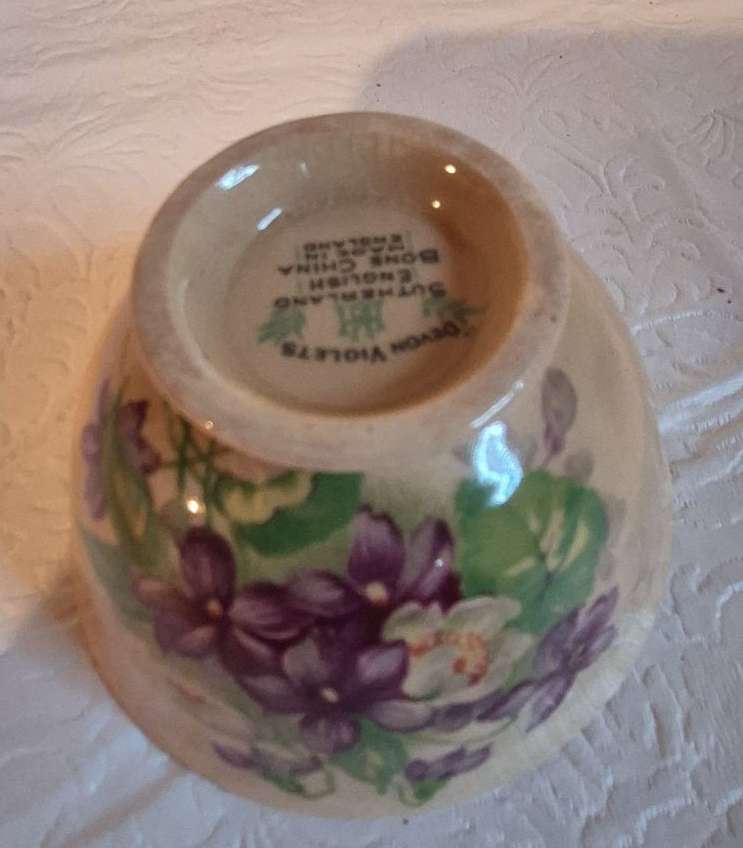 "DEVON VIOLETS"
SUTHERLAND
ENGLISH
BONE CHINA
MADE IN
ENGLAND